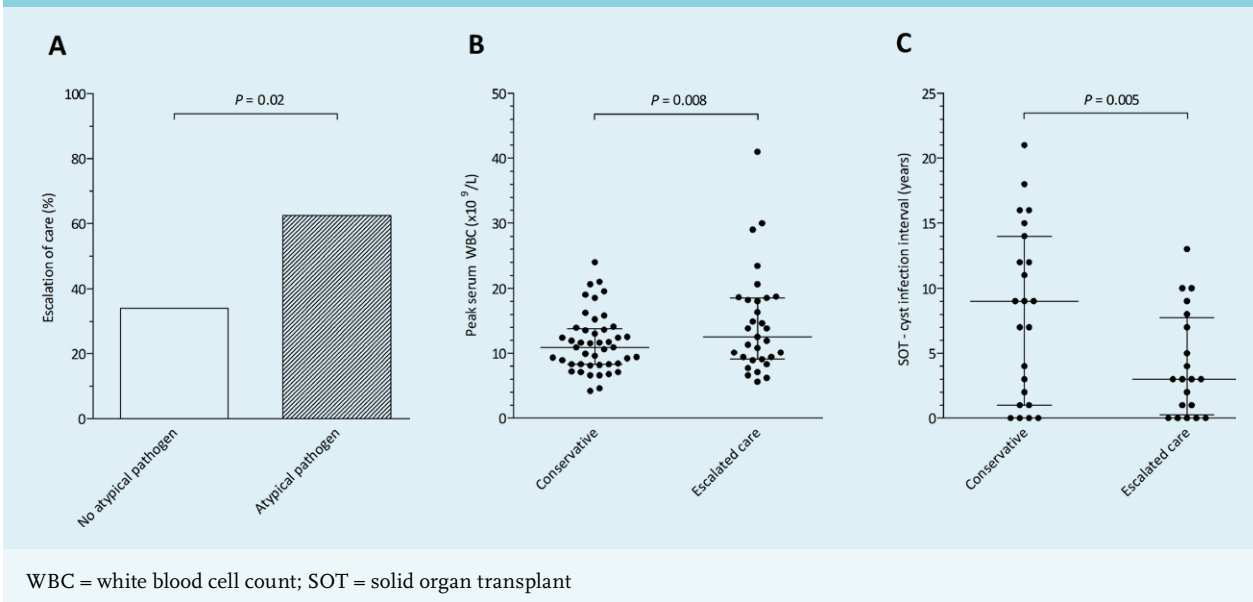 A
B
C
P = 0.02
P = 0.008
P = 0.005
Escalation of care (%)
100
80
60
40
20
0
No atypical pathogen
Atypical pathogen
Peak serum WBC (x10 9/L)
50
40
30
20
10
0
Conservative
Escalated care
SOT - cyst infection interval (years)
25
20
15
10
5
0
Conservative
Escalated care
WBC = white blood cell count; SOT = solid organ transplant